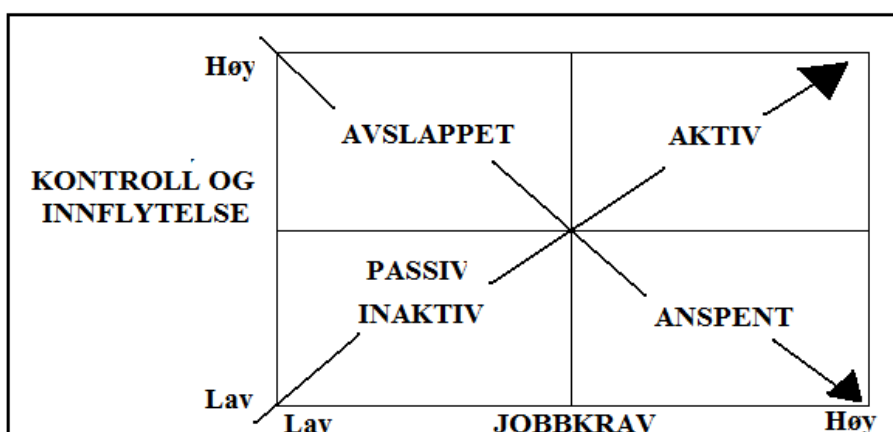 Høy
AVSLAPPET
AKTIV
KONTROLL OG
INNFLYTELSE
PASSIV
INAKTIV
ANSPENT
Lav
Lav
JOBBKRAV
Høy